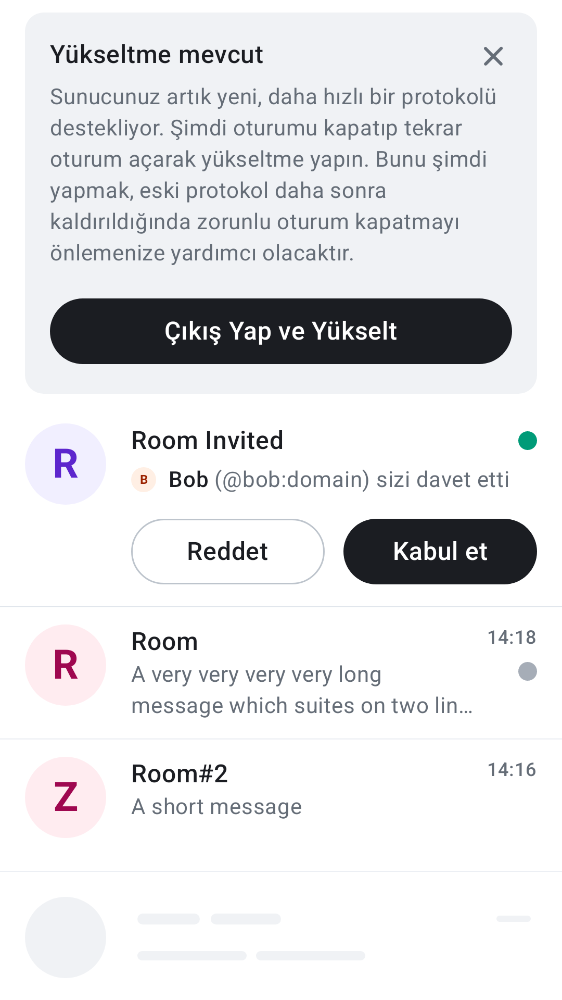 Yükseltme mevcut
Sunucunuz artık yeni, daha hızlı bir protokolü
destekliyor. Şimdi oturumu kapatıp tekrar
oturum açarak yükseltme yapın. Bunu şimdi
yapmak, eski protokol daha sonra
kaldırıldığında zorunlu oturum kapatmayı
önlemenize yardımcı olacaktır.
Çıkış Yap ve Yükselt
R
Room Invited
B Bob (@bob:domain) sizi davet etti
Reddet
Kabul et
R
Room 14:18
A very very very very long
message which suites on two lin…
Z
Room#2 14:16
A short message